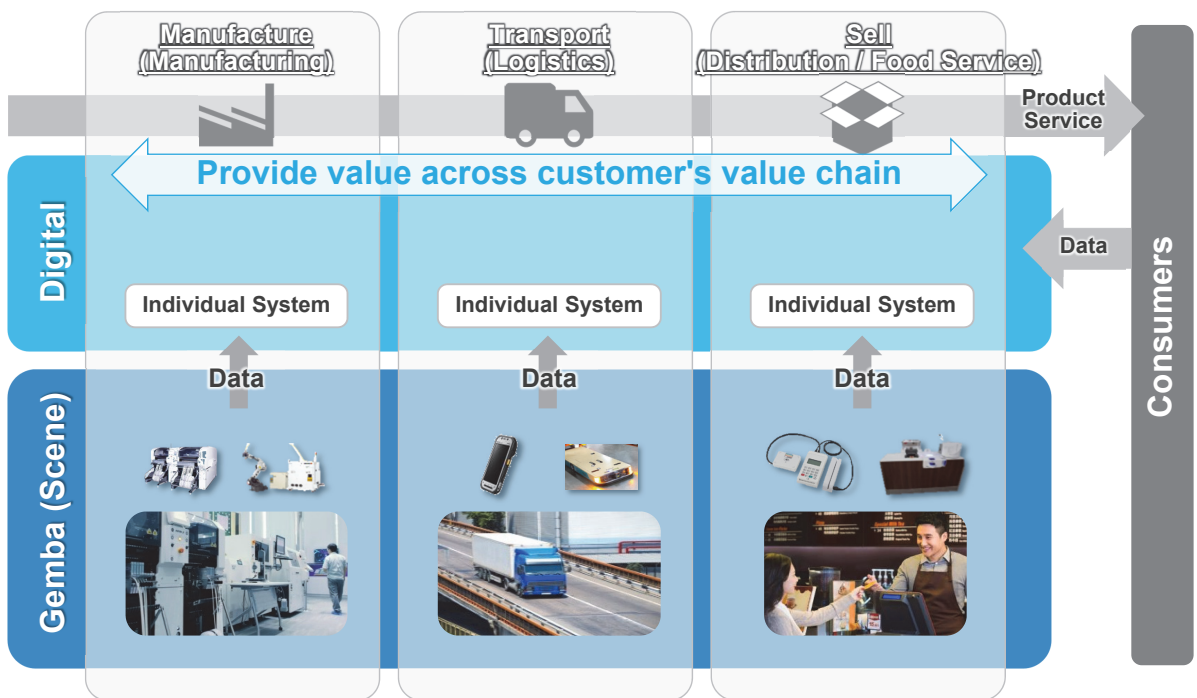 Manufacture
(Manufacturing)
Transport
(Logistics)
Sell
(Distribution / Food Service)
Product
Service
Provide value across customer's value chain
Digital
Data
Individual System
Individual System
Individual System
Data
Data
Data
Gemba (Scene)
Consumers